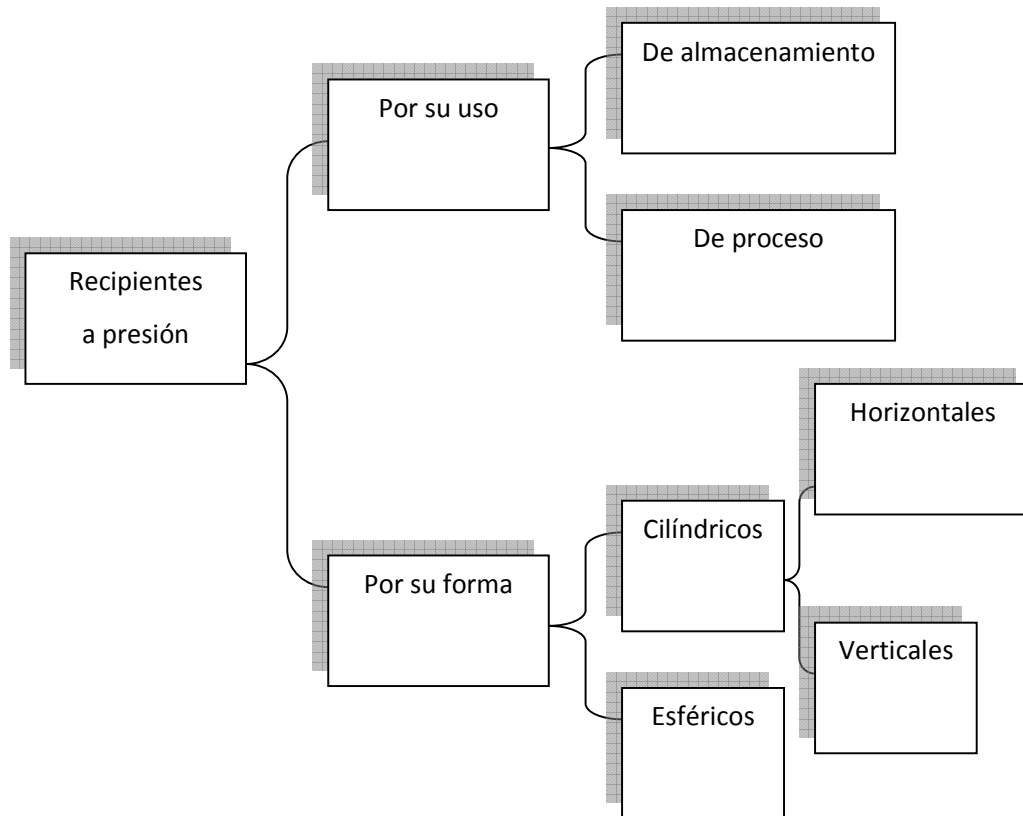 De almacenamiento
Por su uso
De proceso
Recipientes
a presión
Horizontales
Cilíndricos
Por su forma
Verticales
Esféricos